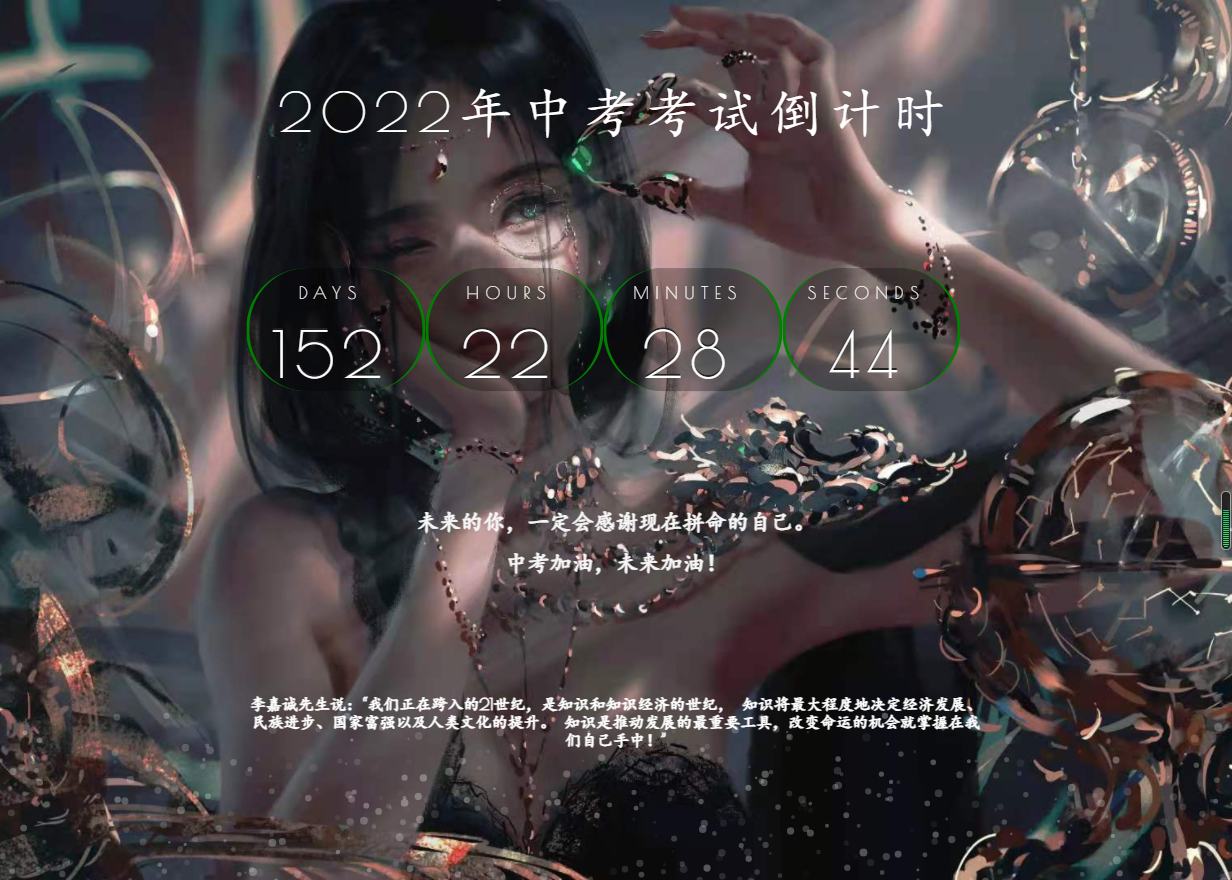 2022年中考考试倒计时
DAYS HOURS MINUTES SECONDS
152 22 28 44
未来的你，一定会感谢现在拼命的自己。
中考加油，未来加油！
李嘉诚先生说：“我们正在跨入的21世纪，是知识和知识经济的世纪， 知识将最大程度地决定经济发展、
民族进步、国家富强以及人类文化的提升。 知识是推动发展的最重要工具，改变命运的机会就掌握在我
们自己手中！”